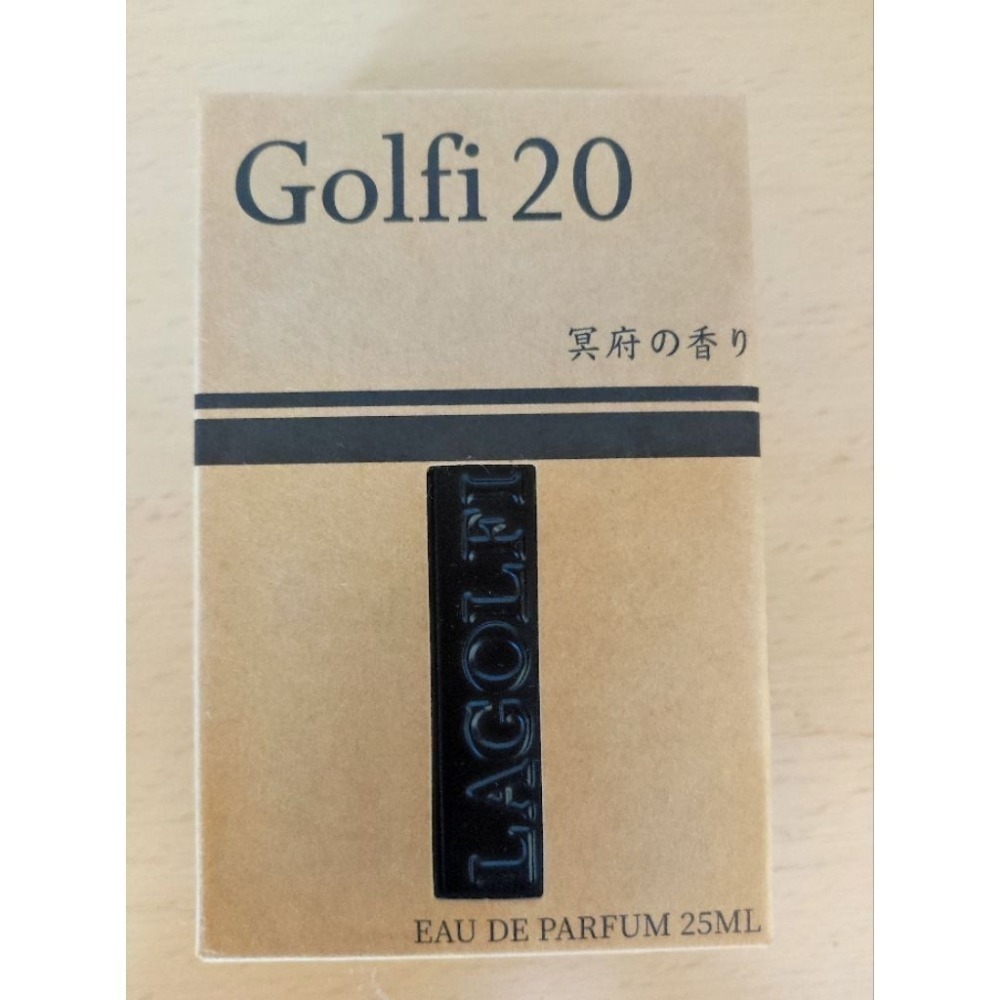 Golfi 20
冥府の香り
LAGOLFI
EAU DE PARFUM 25ML